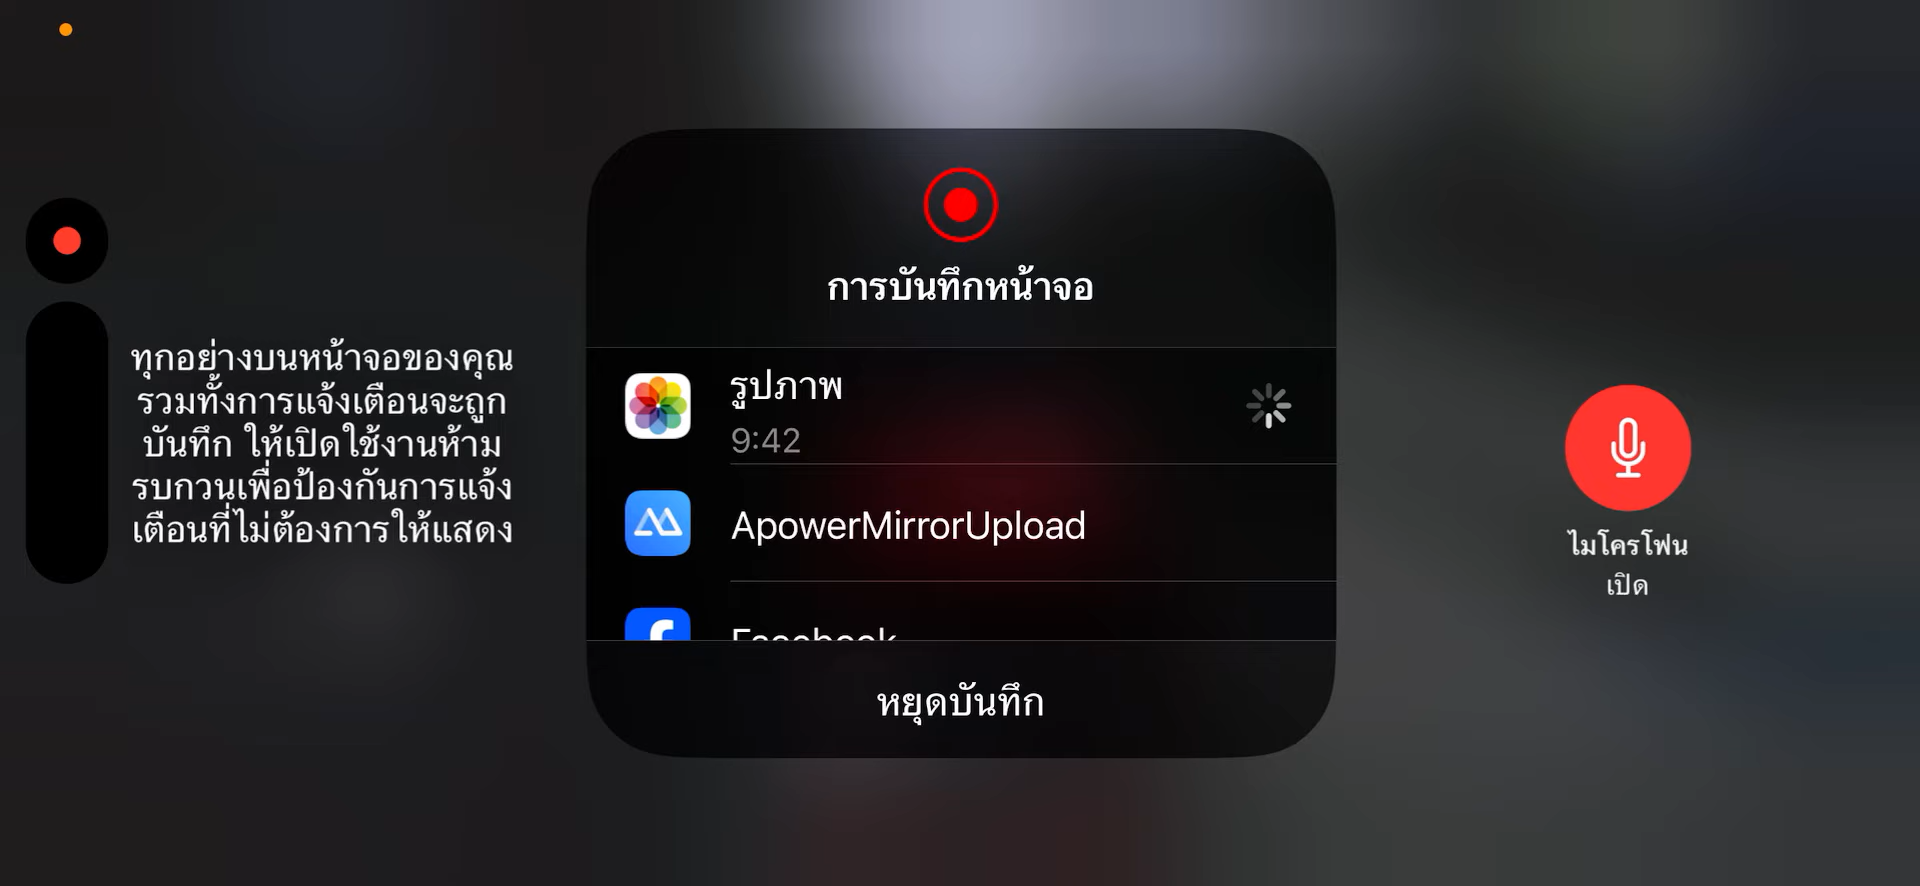 ทุกอย่างบนหน้าจอของคุณ
รวมทั้งการแจ้งเตือนจะถูก
บันทึก ให้เปิดใช้งานห้าม
รบกวนเพื่อป้องกันการแจ้ง
เตือนที่ไม่ต้องการให้แสดง
การบันทึกหน้าจอ
รูปภาพ
9:42
ApowerMirrorUpload
Facebook
หยุดบันทึก
ไมโครโฟน
เปิด